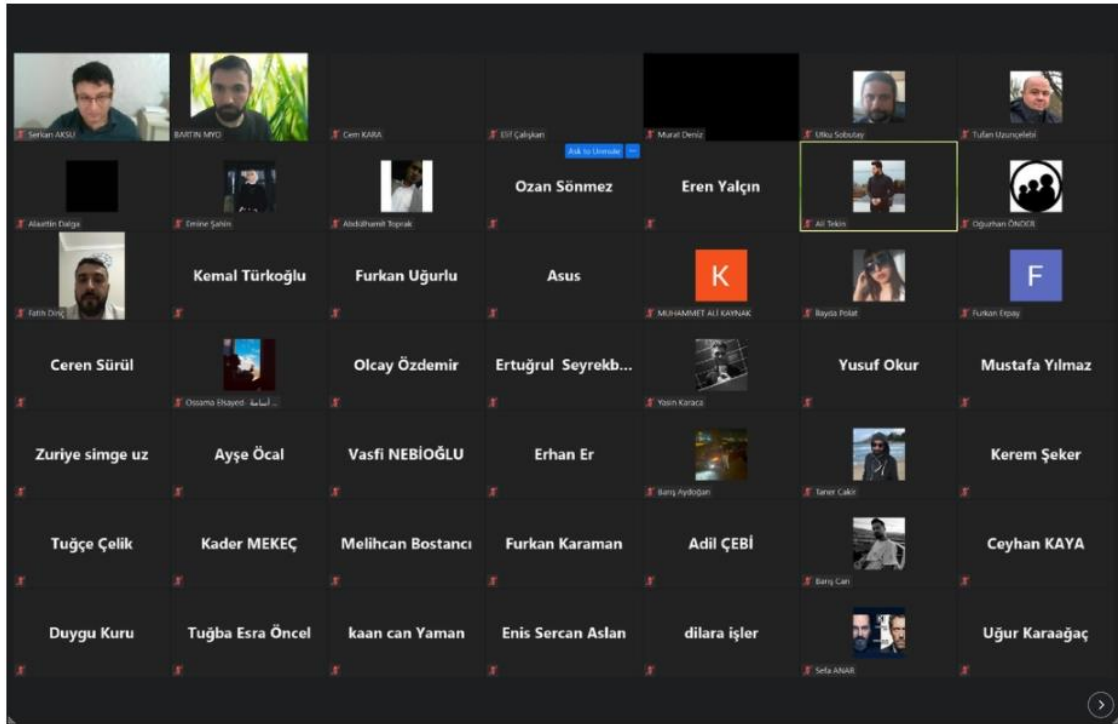 Serkan AKSU
BARTIN MYO
Cem KARA
Elif Çalışkan
Murat Deniz
Utku Sobutay
Tufan Uzunçelebi
Alaattin Dalga
Emine Şahin
Abdülhamit Toprak
Ask to Unmute
Ozan Sönmez
Eren Yalçın
Ali Tekin
Oğuzhan ÖNDER
Fatih Dinç
Kemal Türkoğlu
Furkan Uğurlu
Asus
K
MUHAMMET ALİ KAYNAK
İlayda Polat
F
Furkan Erpay
Ceren Sürül
Ossama Elsayed- أسامة ...
Olcay Özdemir
Ertuğrul Seyrekb...
Yasin Karaca
Yusuf Okur
Mustafa Yılmaz
Zuriye simge uz
Ayşe Öcal
Vasfi NEBİOĞLU
Erhan Er
Barış Aydoğan
Taner Cakir
Kerem Şeker
Tuğçe Çelik
Kader MEKEÇ
Melihcan Bostancı
Furkan Karaman
Adil ÇEBİ
Barış Can
Ceyhan KAYA
Duygu Kuru
Tuğba Esra Öncel
kaan can Yaman
Enis Sercan Aslan
dilara işler
Sefa ANAR
Uğur Karaağaç